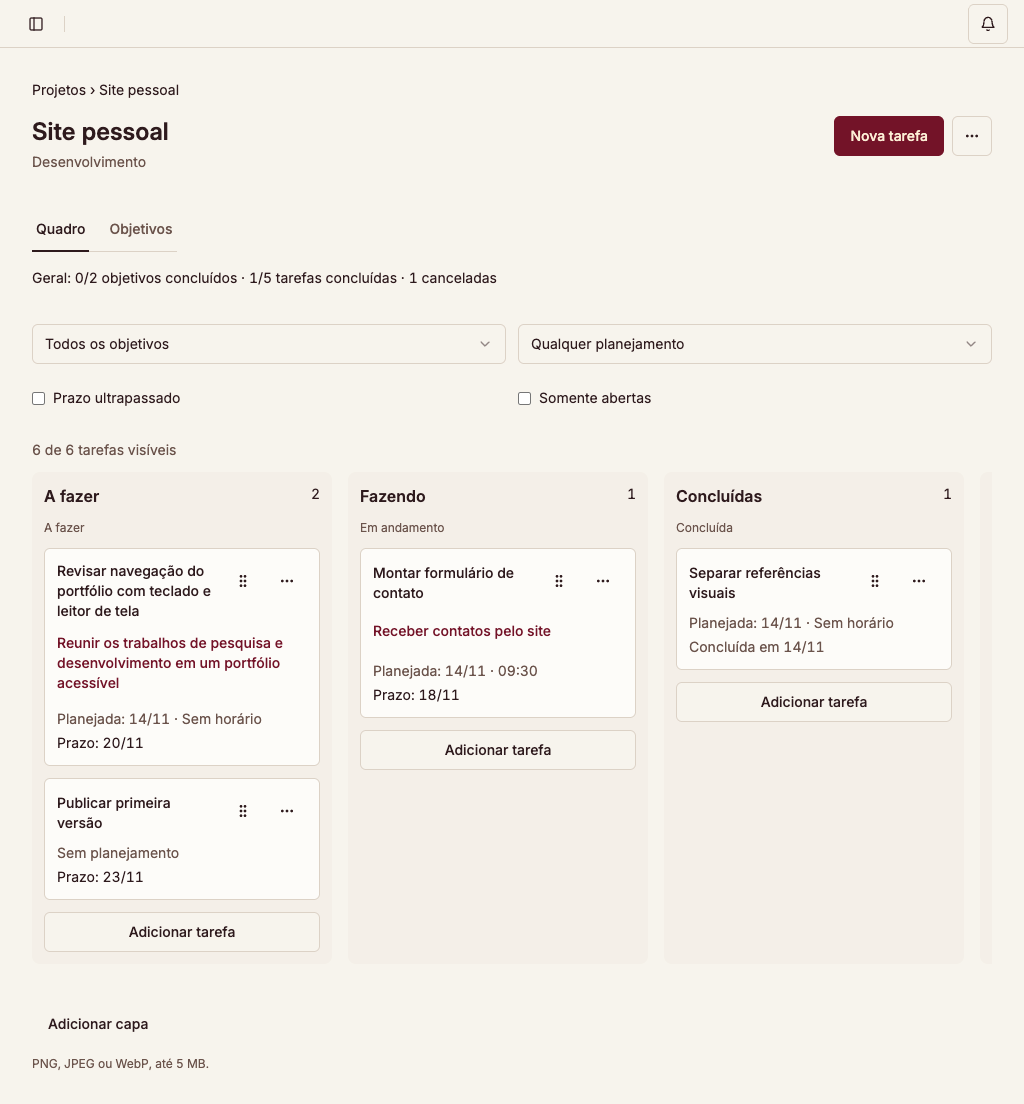 Projetos › Site pessoal
Site pessoal
Desenvolvimento
Nova tarefa
Quadro
Objetivos
Geral: 0/2 objetivos concluídos · 1/5 tarefas concluídas · 1 canceladas
Todos os objetivos
Qualquer planejamento
Prazo ultrapassado
Somente abertas
6 de 6 tarefas visíveis
A fazer
2
A fazer
Revisar navegação do
portfólio com teclado e
leitor de tela
Reunir os trabalhos de pesquisa e
desenvolvimento em um portfólio
acessível
Planejada: 14/11 · Sem horário
Prazo: 20/11
Publicar primeira
versão
Sem planejamento
Prazo: 23/11
Adicionar tarefa
Fazendo
1
Em andamento
Montar formulário de
contato
Receber contatos pelo site
Planejada: 14/11 · 09:30
Prazo: 18/11
Adicionar tarefa
Concluídas
1
Concluída
Separar referências
visuais
Planejada: 14/11 · Sem horário
Concluída em 14/11
Adicionar tarefa
Adicionar capa
PNG, JPEG ou WebP, até 5 MB.